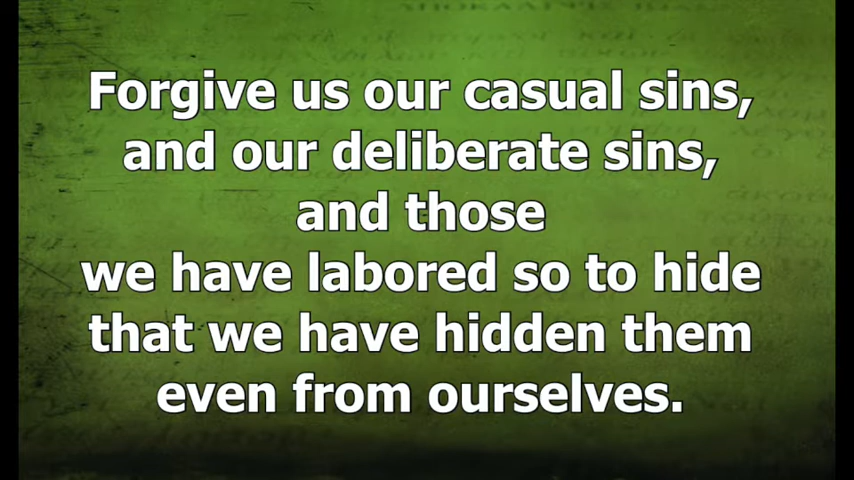 Forgive us our casual sins,
and our deliberate sins,
and those
we have labored so to hide
that we have hidden them
even from ourselves.